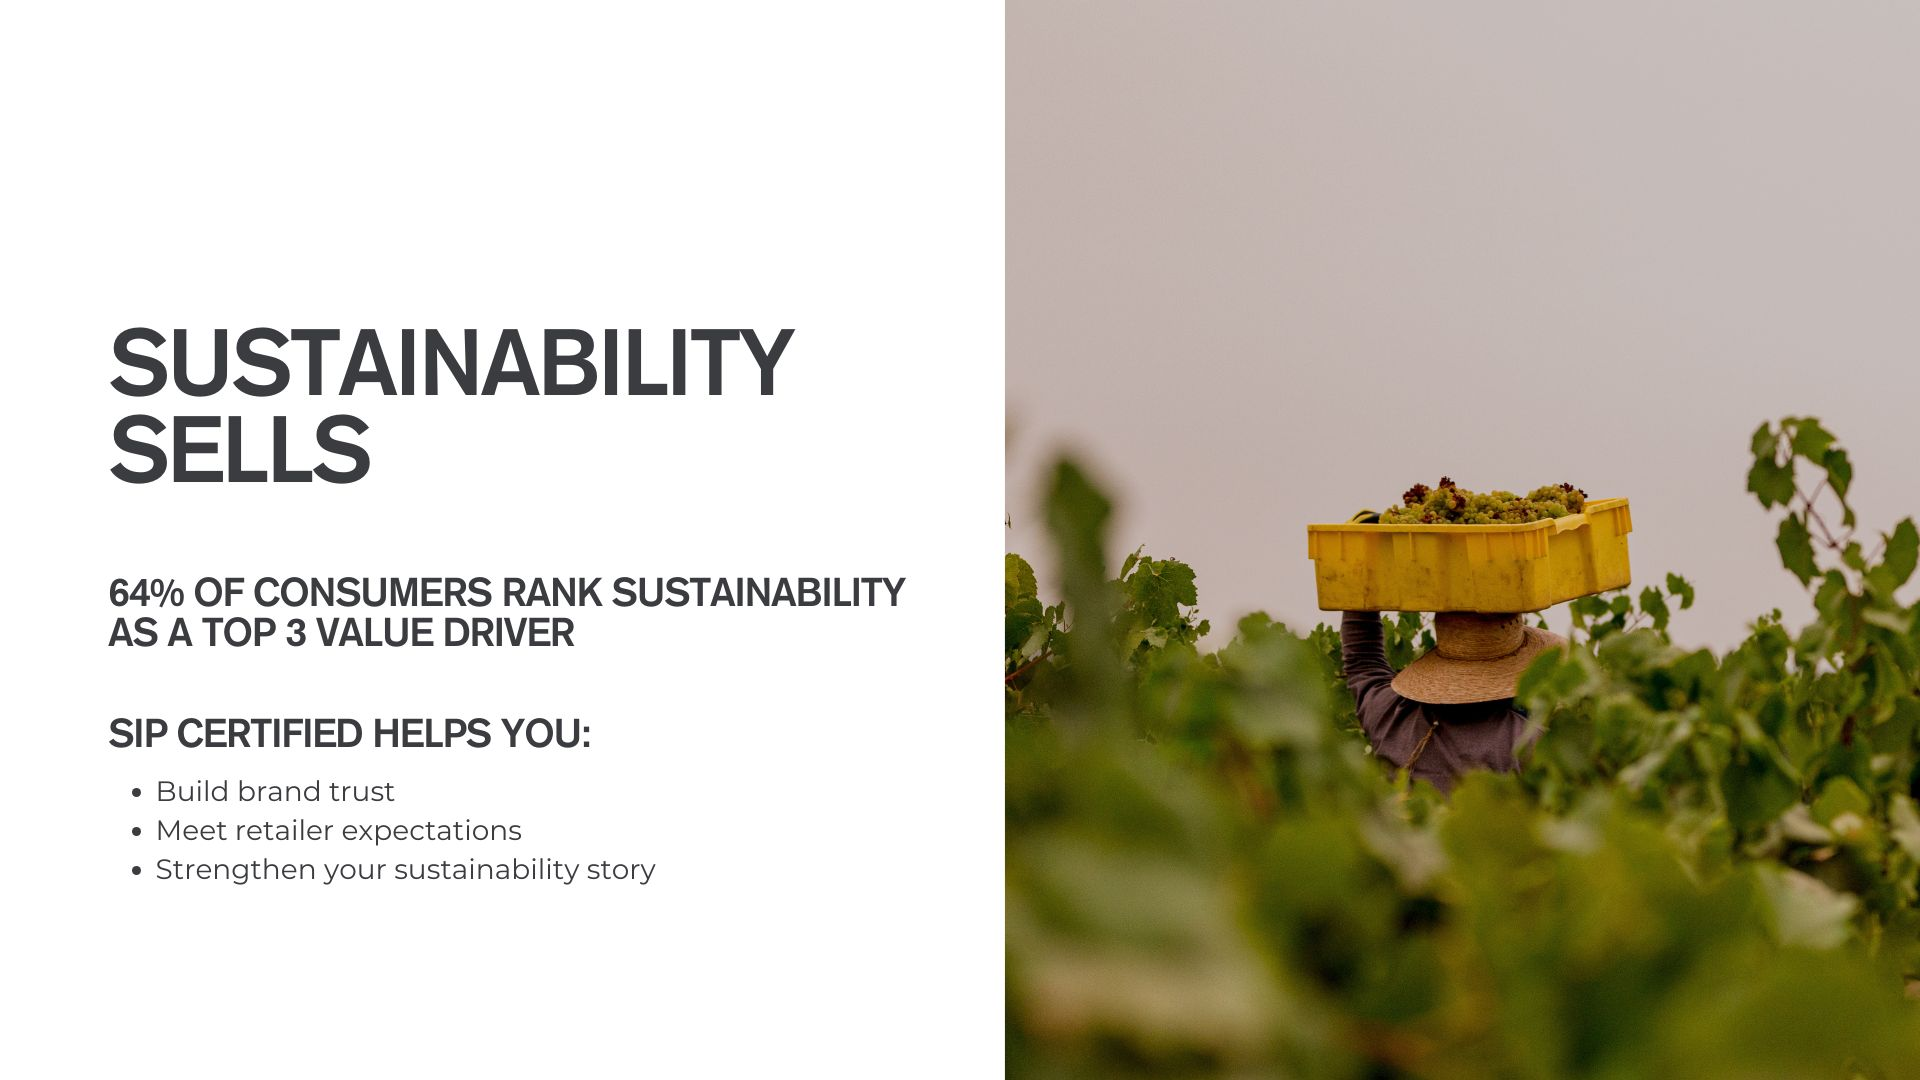 SUSTAINABILITY
SELLS
64% OF CONSUMERS RANK SUSTAINABILITY
AS A TOP 3 VALUE DRIVER
SIP CERTIFIED HELPS YOU:
• Build brand trust
• Meet retailer expectations
• Strengthen your sustainability story